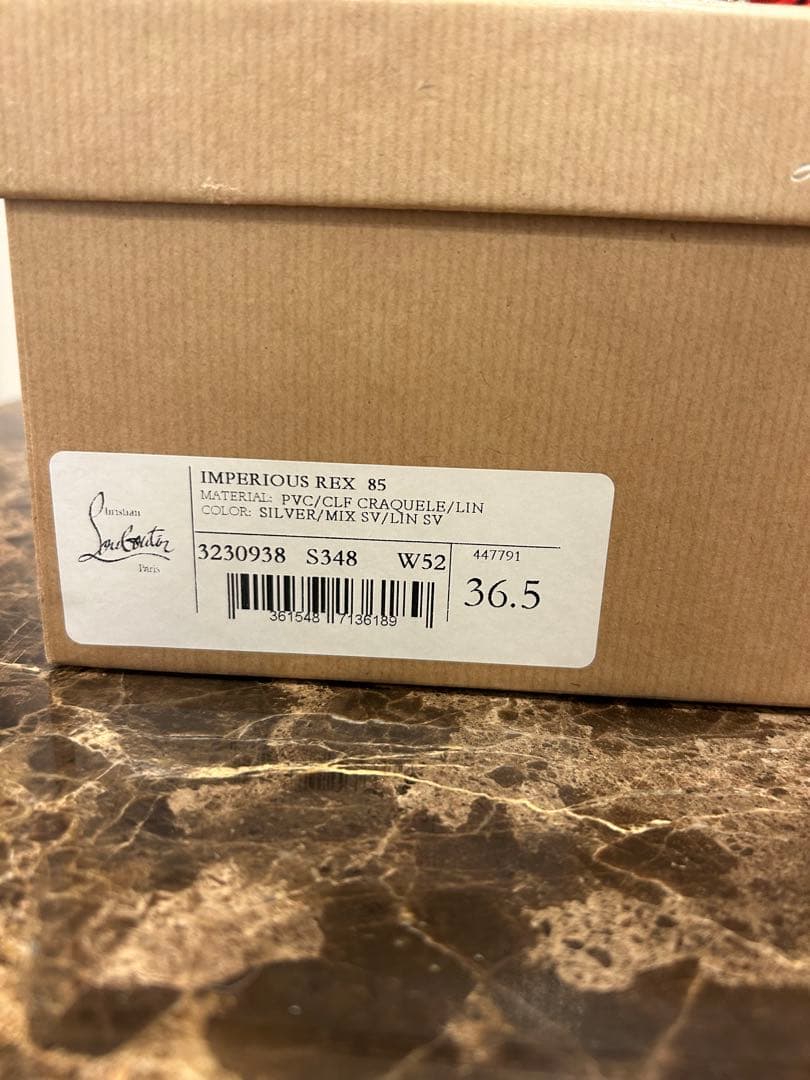 Christian
Louboutin
Paris
IMPERIOUS REX 85
MATERIAL: PVC/CLF CRAQUELE/LIN
COLOR: SILVER/MIX SV/LIN SV
3230938 S348 W52
447791
36.5
361548 7136189